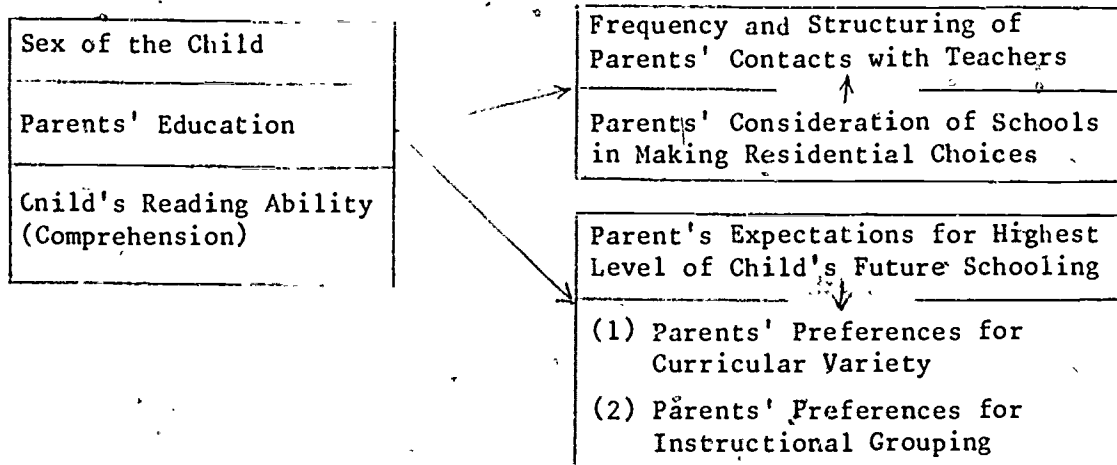 Sex of the Child
Parents' Education
Cnild's Reading Ability
(Comprehension)
Frequency and Structuring of
Parents' Contacts with Teachers
Parents' Consideration of Schools
in Making Residential Choices
Parent's Expectations for Highest
Level of Child's Future Schooling
(1) Parents' Preferences for
Curricular Variety
(2) Parents' Preferences for
Instructional Grouping